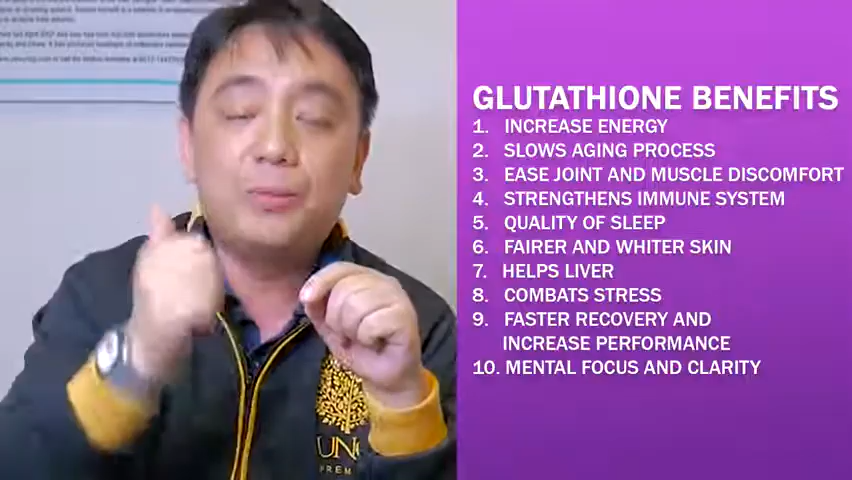 GLUTATHIONE BENEFITS
1. INCREASE ENERGY
2. SLOWS AGING PROCESS
3. EASE JOINT AND MUSCLE DISCOMFORT
4. STRENGTHENS IMMUNE SYSTEM
5. QUALITY OF SLEEP
6. FAIRER AND WHITER SKIN
7. HELPS LIVER
8. COMBATS STRESS
9. FASTER RECOVERY AND
INCREASE PERFORMANCE
10. MENTAL FOCUS AND CLARITY
PREM